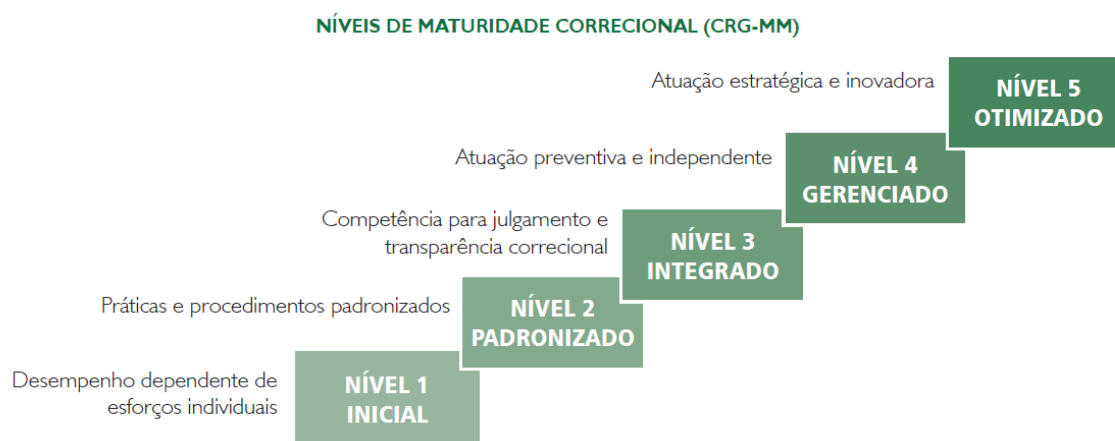 NÍVEIS DE MATURIDADE CORRECIONAL (CRG-MM)
Atuação estratégica e inovadora
NÍVEL 5
OTIMIZADO
Atuação preventiva e independente
NÍVEL 4
GERENCIADO
Competência para julgamento e
transparência correcional
NÍVEL 3
INTEGRADO
Práticas e procedimentos padronizados
NÍVEL 2
PADRONIZADO
Desempenho dependente de
esforços individuais
NÍVEL 1
INICIAL